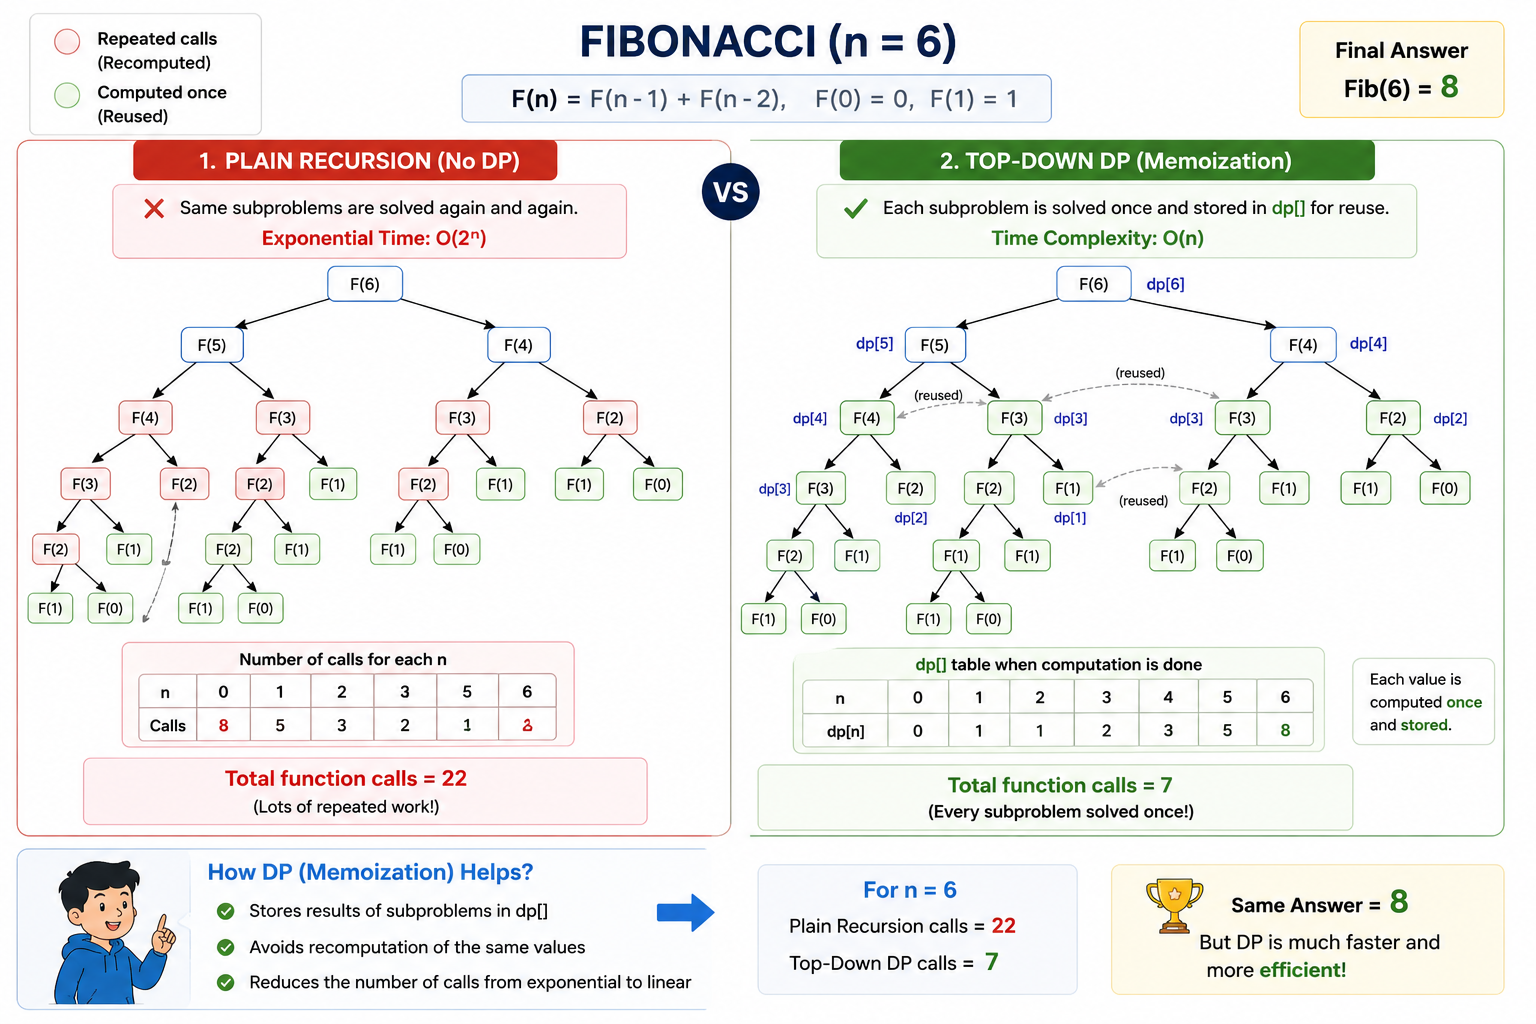 Repeated calls
(Recomputed)
Computed once
(Reused)
FIBONACCI (n = 6)
F(n) = F(n-1) + F(n-2), F(0) = 0, F(1) = 1
Final Answer
Fib(6) = 8
1. PLAIN RECURSION (No DP)
Same subproblems are solved again and again.
Exponential Time: O(2ⁿ)
F(6)
F(5) F(4)
F(4) F(3) F(3) F(2)
F(3) F(2) F(2) F(1) F(2) F(1) F(1) F(0)
F(2) F(1) F(2) F(1) F(1) F(0)
F(1) F(0) F(1) F(0)
Number of calls for each n
n 0 1 2 3 5 6
Calls 8 5 3 2 1
Total function calls = 22
(Lots of repeated work!)
VS
2. TOP-DOWN DP (Memoization)
Each subproblem is solved once and stored in dp[] for reuse.
Time Complexity: O(n)
F(6) dp[6]
dp[5] F(5) F(4) dp[4]
(reused)
(reused)
dp[4] F(4) F(3) dp[3] dp[3] F(3) F(2) dp[2]
dp[3] F(3) F(2) F(2) F(1) F(2) F(1) F(1) F(0)
(reused)
dp[2] dp[1]
F(2) F(1) F(1) F(1) F(1) F(0)
F(1) F(0) F(1) F(0)
dp[] table when computation is done
n 0 1 2 3 4 5 6
dp[n] 0 1 1 2 3 5 8
Each value is
computed once
and stored.
Total function calls = 7
(Every subproblem solved once!)
How DP (Memoization) Helps?
Stores results of subproblems in dp[]
Avoids recomputation of the same values
Reduces the number of calls from exponential to linear
For n = 6
Plain Recursion calls = 22
Top-Down DP calls = 7
Same Answer = 8
But DP is much faster and
more efficient!